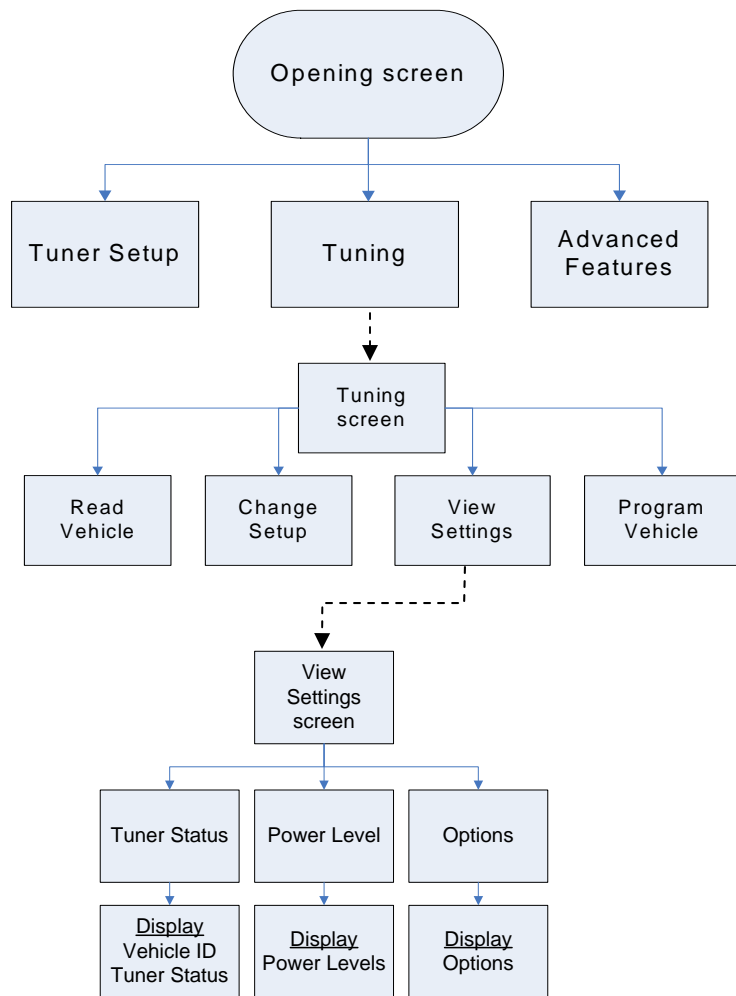 Opening screen
Tuner Setup
Tuning
Advanced
Features
Tuning
screen
Read
Vehicle
Change
Setup
View
Settings
Program
Vehicle
View
Settings
screen
Tuner Status
Power Level
Options
Display
Vehicle ID
Tuner Status
Display
Power Levels
Display
Options